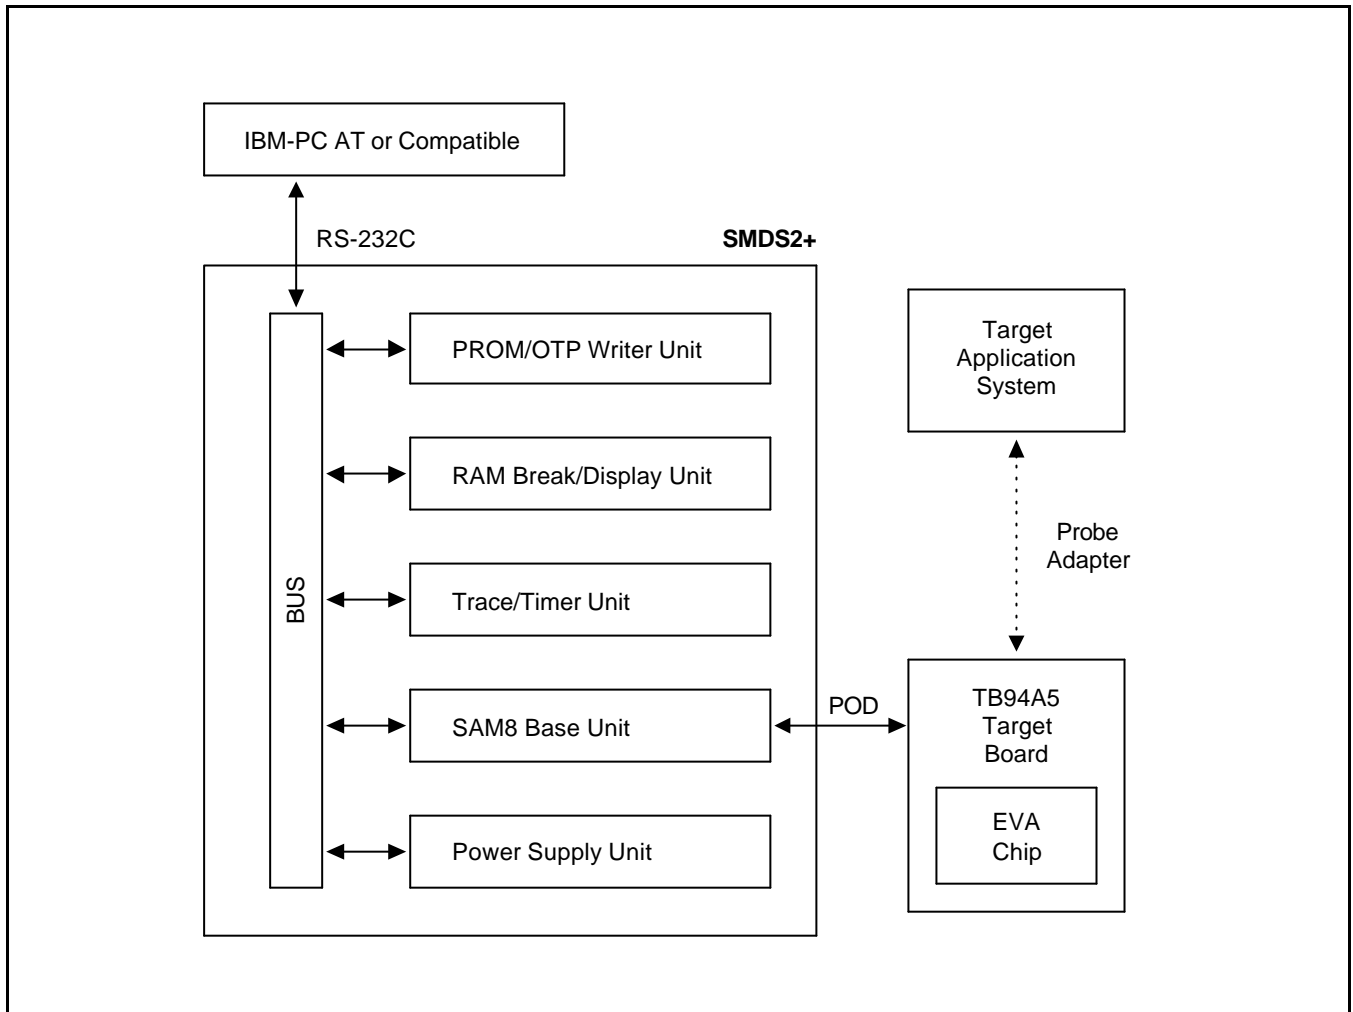 IBM-PC AT or Compatible
RS-232C
SMDS2+
BUS
PROM/OTP Writer Unit
RAM Break/Display Unit
Trace/Timer Unit
SAM8 Base Unit
Power Supply Unit
POD
Target
Application
System
Probe
Adapter
TB94A5
Target
Board
EVA
Chip